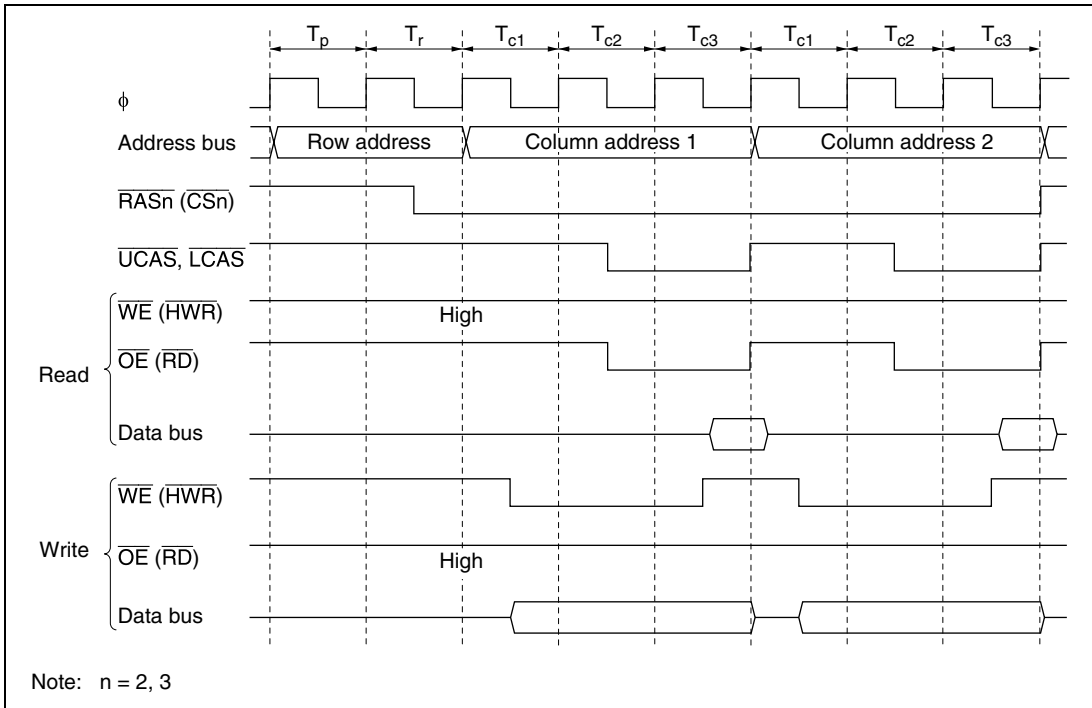 Tp Tr Tc1 Tc2 Tc3 Tc1 Tc2 Tc3
φ
Address bus Row address Column address 1 Column address 2
RASn (CSn)
UCAS, LCAS
WE (HWR) High
OE (RD)
Read
Data bus
WE (HWR)
Write
OE (RD) High
Data bus
Note: n = 2, 3